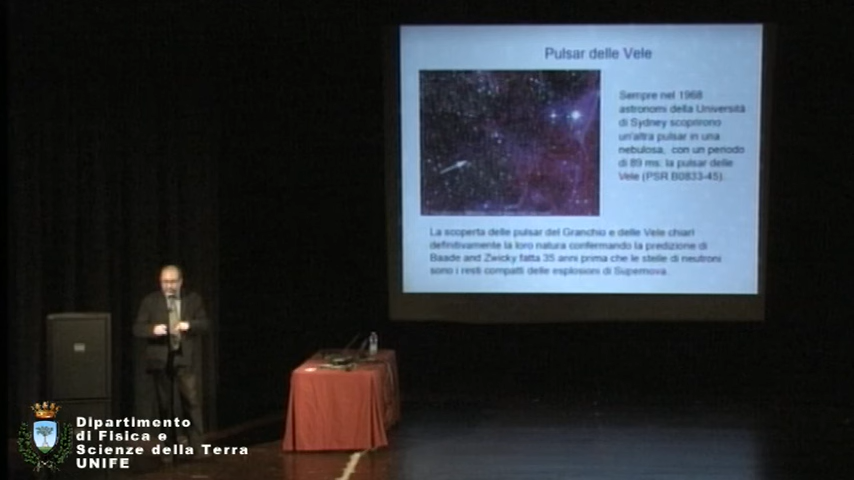 Pulsar delle Vele
Sempre nel 1968
astronomi della Università
di Sydney scoprirono
un'altra pulsar in una
nebulosa, con un periodo
di 89 ms: la pulsar delle
Vele (PSR B0833-45).
La scoperta delle pulsar del Granchio e delle Vele chiarì
definitivamente la loro natura confermando la predizione di
Baade and Zwicky fatta 35 anni prima che le stelle di neutroni
sono i resti compatti delle esplosioni di Supernova.
Dipartimento
di Fisica e
Scienze della Terra
UNIFE